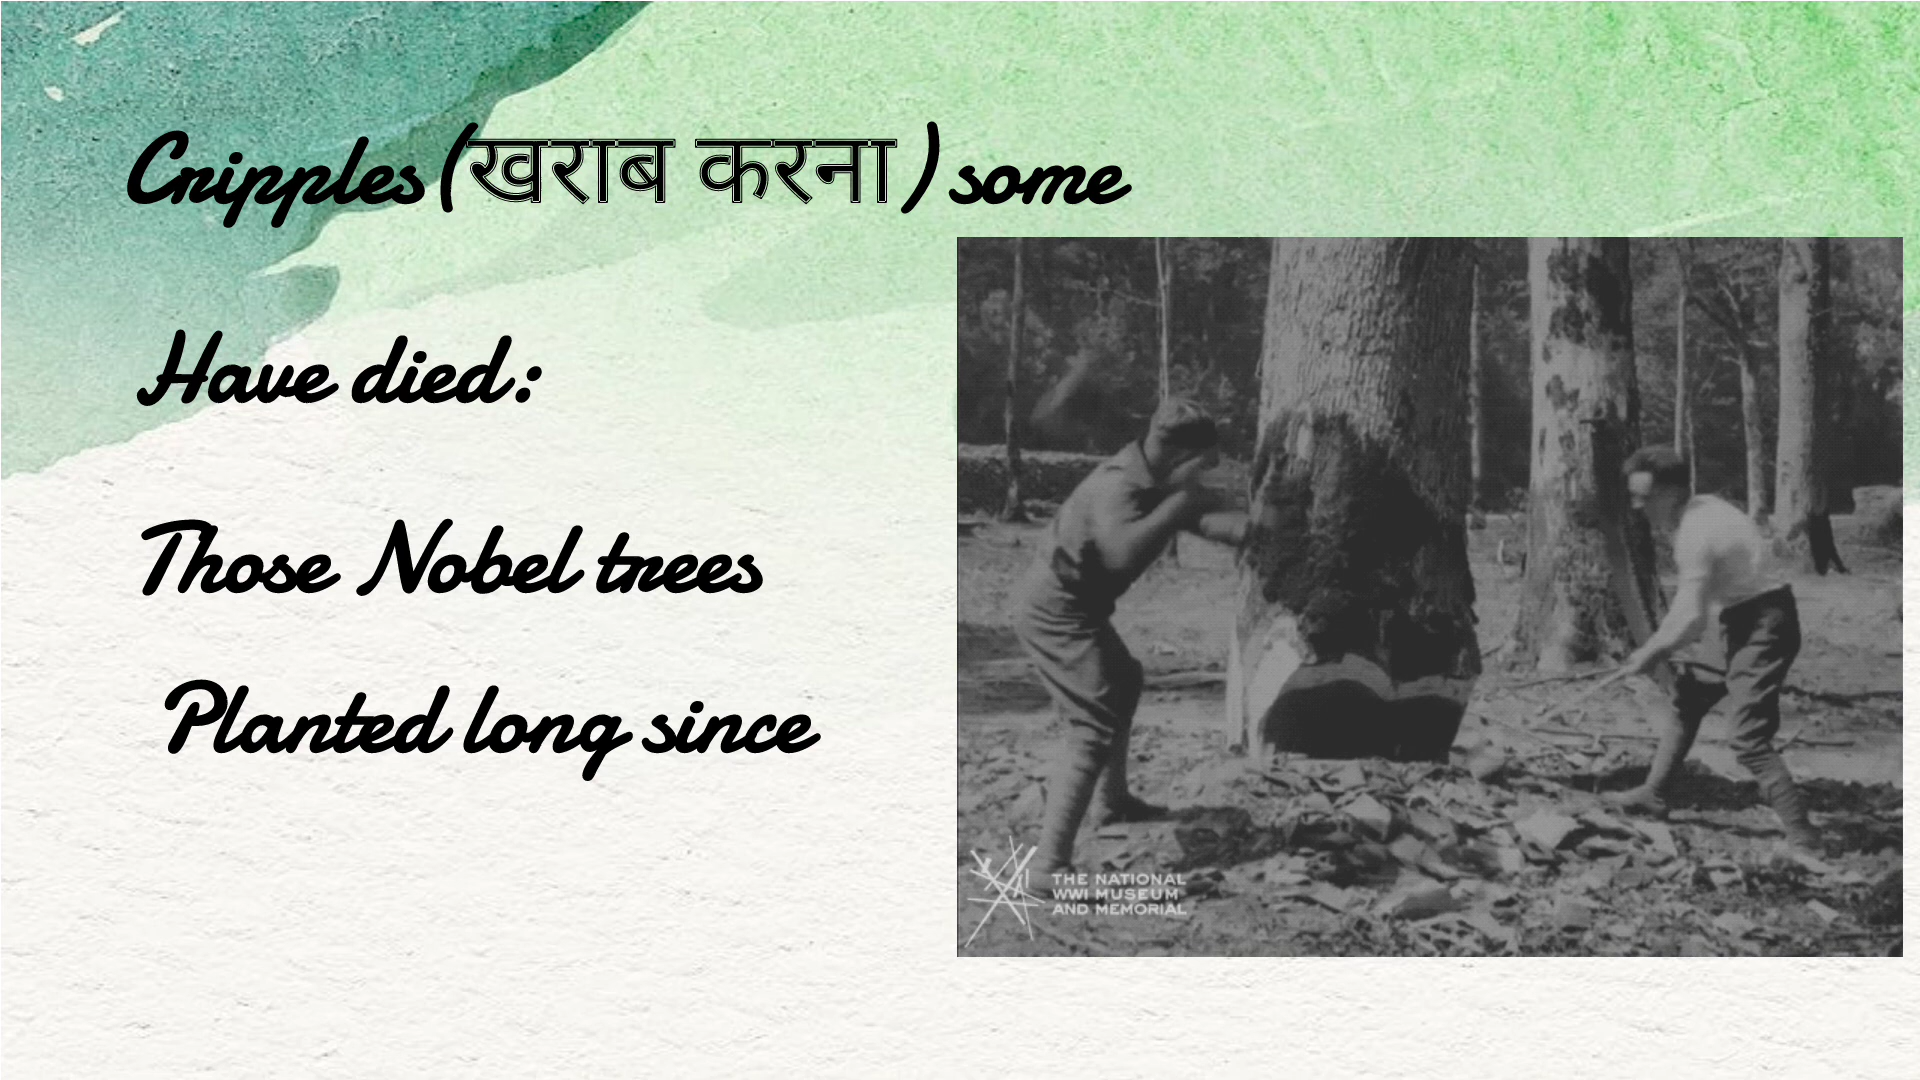 Cripples(खराब करना) some
Have died:
Those Nobel trees
Planted long since
THE NATIONAL
WWI MUSEUM
AND MEMORIAL